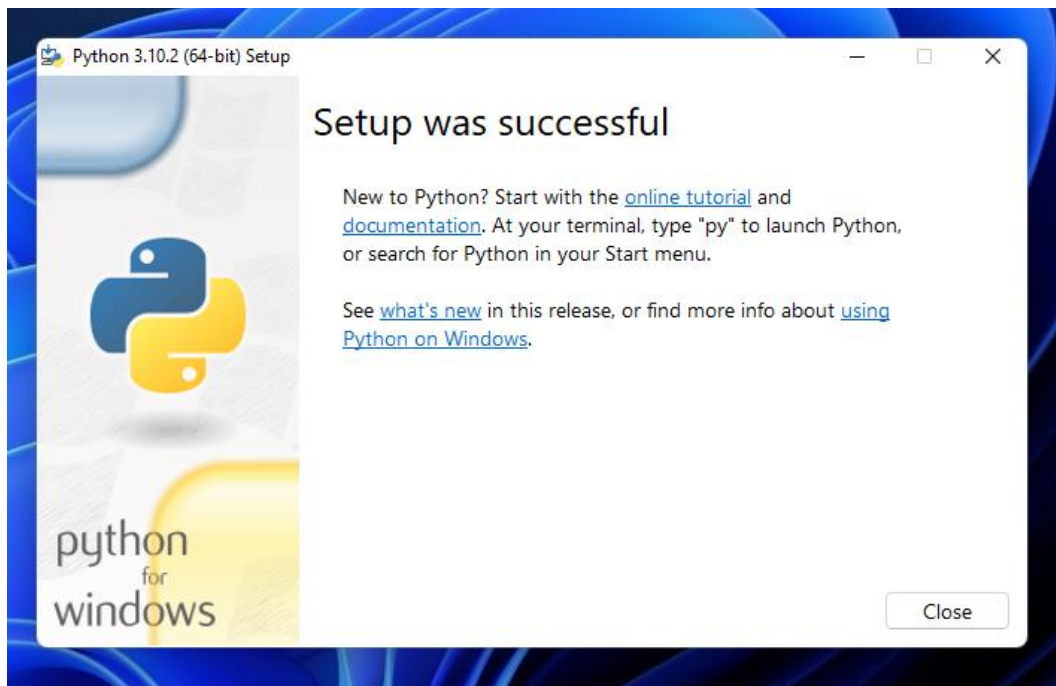 Python 3.10.2 (64-bit) Setup
Setup was successful
New to Python? Start with the online tutorial and
documentation. At your terminal, type "py" to launch Python,
or search for Python in your Start menu.
See what's new in this release, or find more info about using
Python on Windows.
python
for
windows
Close